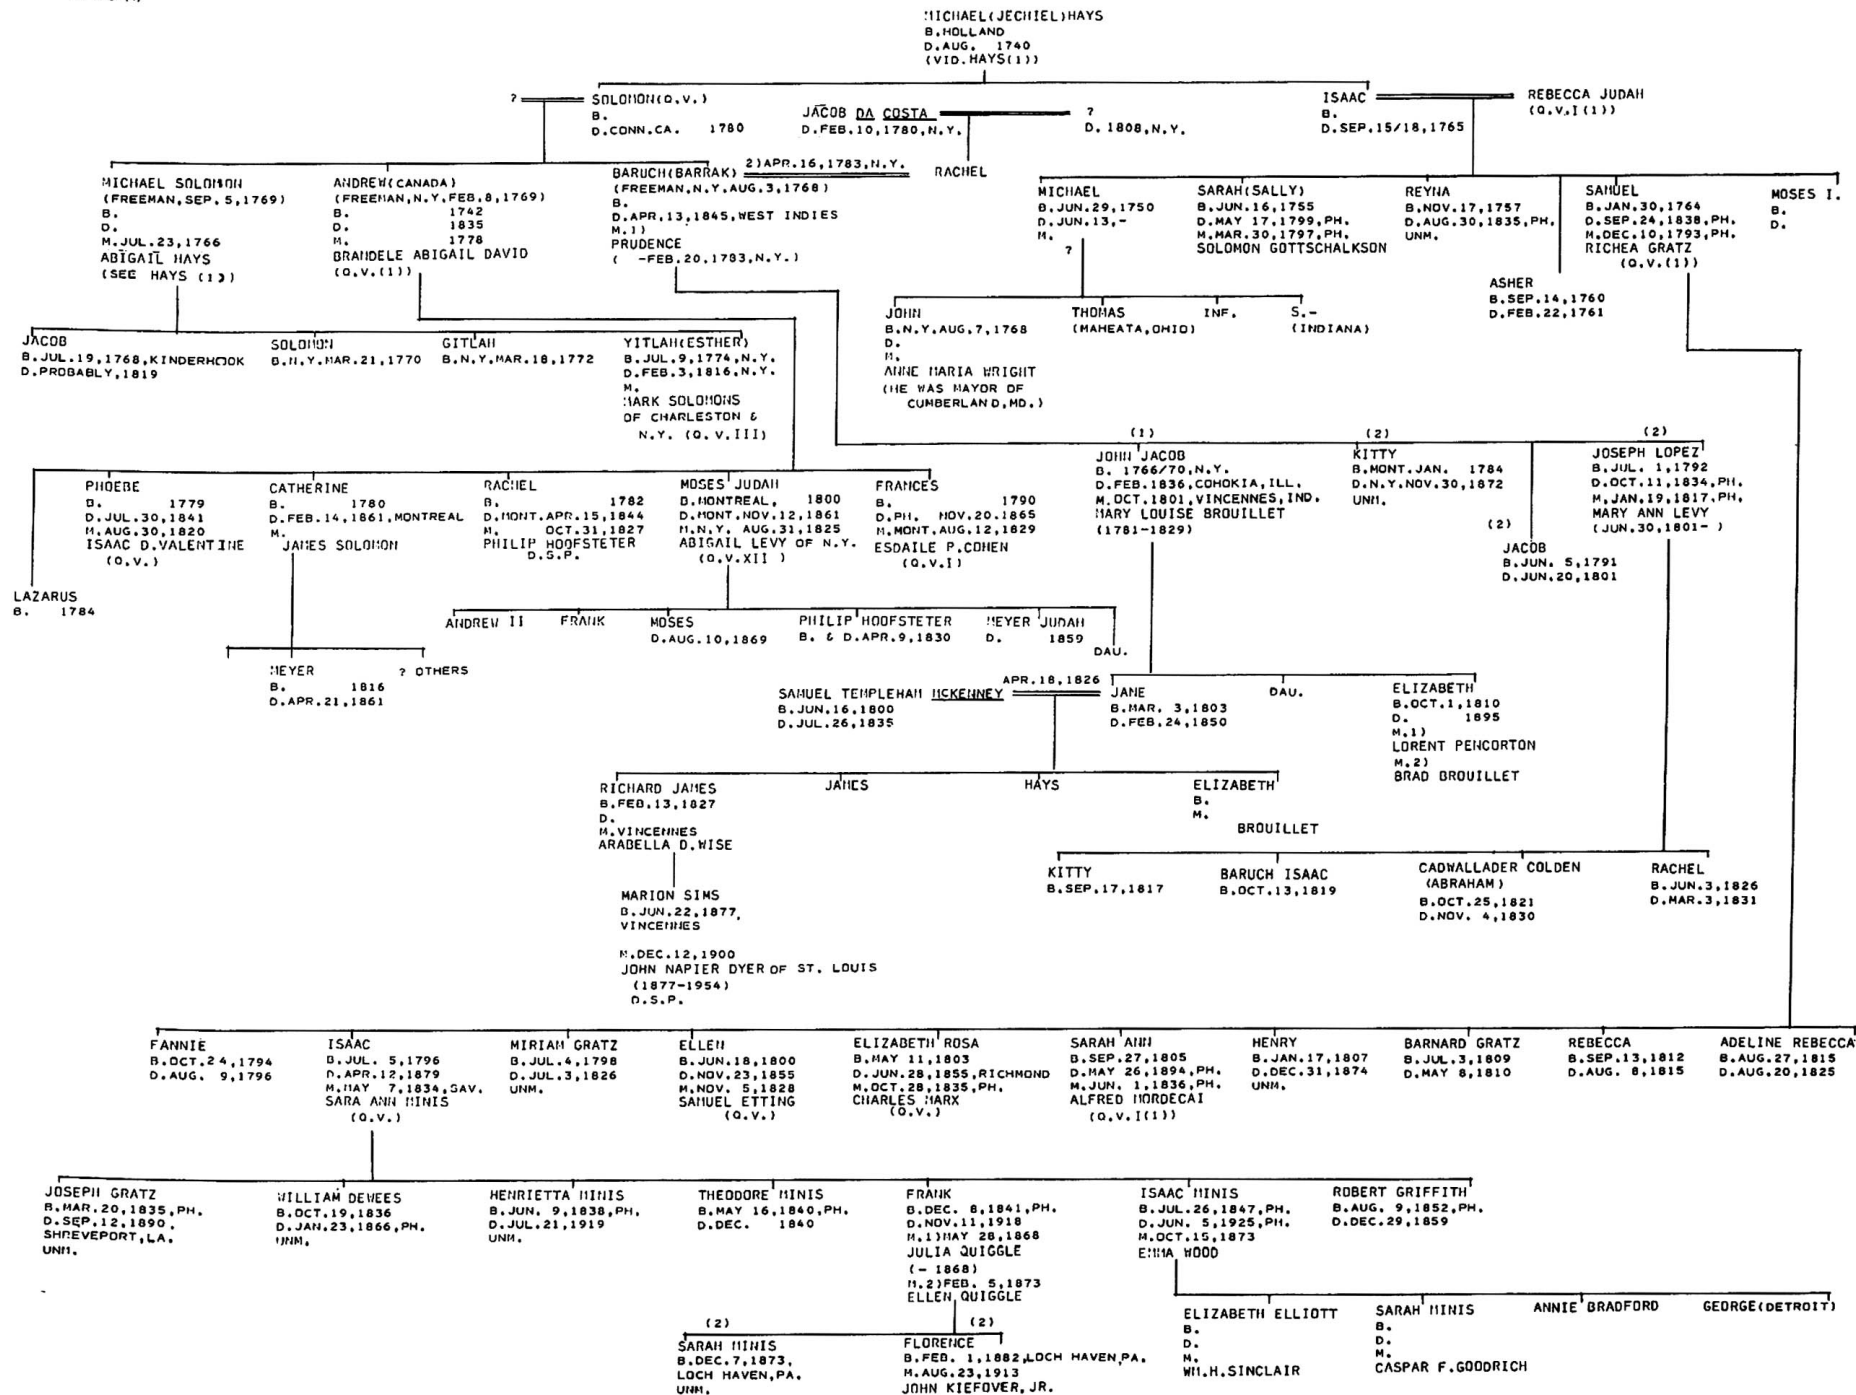 MICHAEL(JECHIEL)HAYS
B.HOLLAND
D.AUG. 1740
(VID.HAYS(1))
?
SOLOMON(Q.V.)
B.
D.CONN.CA. 1780
JACOB DA COSTA
D.FEB.10,1780,N.Y.
?
D. 1808,N.Y.
ISAAC
B.
D.SEP.15/18,1765
REBECCA JUDAH
(Q.V.I(1))
MICHAEL SOLOMON
(FREEMAN,SEP.5,1769)
B.
D.
M.JUL.23,1766
ABIGAIL HAYS
(SEE HAYS (1))
ANDREW(CANADA)
(FREEMAN,N.Y.FEB.8,1769)
B. 1742
D. 1835
M. 1778
BRANDELE ABIGAIL DAVID
(Q.V.(1))
BARUCH(BARRAK)
(FREEMAN,N.Y.AUG.3,1768)
B.
D.APR.13,1845,WEST INDIES
M.1)
PRUDENCE
( -FEB.20,1783,N.Y.)
2)APR.16,1783,N.Y.
RACHEL
MICHAEL
B.JUN.29,1750
D.JUN.13,-
M.
?
SARAH(SALLY)
B.JUN.16,1755
D.MAY 17,1799,PH.
M.MAR.30,1797,PH.
SOLOMON GOTTSCHALKSON
REYNA
B.NOV.17,1757
D.AUG.30,1835,PH.
UNM.
SAMUEL
B.JAN.30,1764
D.SEP.24,1838,PH.
M.DEC.10,1793,PH.
RICHEA GRATZ
(Q.V.(1))
MOSES I.
B.
D.
ASHER
B.SEP.14,1760
D.FEB.22,1761
JACOB
B.JUL.19,1768,KINDERHOOK
D.PROBABLY,1819
SOLOMON
B.N.Y.MAR.21,1770
GITLAH
B.N.Y.MAR.18,1772
YITLAH(ESTHER)
B.JUL.9,1774,N.Y.
D.FEB.3,1816,N.Y.
M.
MARK SOLOMONS
OF CHARLESTON &
N.Y. (Q.V.III)
JOHN
B.N.Y.AUG.7,1768
D.
M.
ANNE MARIA WRIGHT
(HE WAS MAYOR OF
CUMBERLAND,MD.)
THOMAS
(MAHEATA,OHIO)
INF.
S.-
(INDIANA)
LAZARUS
B. 1784
PHOEBE
B. 1779
D.JUL.30,1841
M.AUG.30,1820
ISAAC D.VALENTINE
(Q.V.)
CATHERINE
B. 1780
D.FEB.14,1861,MONTREAL
M.
JAMES SOLOMON
RACHEL
B. 1782
D.MONT.APR.15,1844
M. OCT.31,1827
PHILIP HOOFSTETER
D.S.P.
MOSES JUDAH
B.MONTREAL, 1800
D.MONT.NOV.12,1861
M.N.Y. AUG.31,1825
ABIGAIL LEVY OF N.Y.
(Q.V.XII )
FRANCES
B. 1790
D.PH. NOV.20.1865
M.MONT.AUG.12,1829
ESDAILE P.COHEN
(Q.V.I)
(1)
JOHN JACOB
B. 1766/70,N.Y.
D.FEB.1836,COHOKIA,ILL.
M.OCT.1801,VINCENNES,IND.
MARY LOUISE BROUILLET
(1781-1829)
(2)
KITTY
B.MONT.JAN. 1784
D.N.Y.NOV.30,1872
UNM.
(2)
JACOB
B.JUN. 5,1791
D.JUN.20,1801
(2)
JOSEPH LOPEZ
B.JUL. 1,1792
D.OCT.11,1834,PH.
M.JAN.19,1817,PH.
MARY ANN LEVY
(JUN.30,1801- )
ANDREW II
FRANK
MOSES
D.AUG.10,1869
PHILIP HOOFSTETER
B. & D.APR.9,1830
MEYER JUDAH
D. 1859
DAU.
MEYER
B. 1816
D.APR.21,1861
? OTHERS
SAMUEL TEMPLEHAM MCKENNEY
B.JUN.16,1800
D.JUL.26,1835
APR.18,1826
JANE
B.MAR. 3,1803
D.FEB.24,1850
DAU.
ELIZABETH
B.OCT.1,1810
D. 1895
M.1)
LORENT PENCORTON
M.2)
BRAD BROUILLET
RICHARD JAMES
B.FEB.13,1827
D.
M.VINCENNES
ARABELLA D.WISE
JAMES
HAYS
ELIZABETH
B.
M.
BROUILLET
MARION SIMS
B.JUN.22,1877,
VINCENNES
M.DEC.12,1900
JOHN NAPIER DYER OF ST. LOUIS
(1877-1954)
D.S.P.
KITTY
B.SEP.17,1817
BARUCH ISAAC
B.OCT.13,1819
CADWALLADER COLDEN
(ABRAHAM)
B.OCT.25,1821
D.NOV. 4,1830
RACHEL
B.JUN.3,1826
D.MAR.3,1831
FANNIE
B.OCT.24,1794
D.AUG. 9,1796
ISAAC
B.JUL. 5,1796
D.APR.12,1879
M.MAY 7,1834,SAV.
SARA ANN MINIS
(Q.V.)
MIRIAM GRATZ
B.JUL.4,1798
D.JUL.3,1826
UNM.
ELLEN
B.JUN.18,1800
D.NOV.23,1855
M.NOV. 5,1828
SAMUEL ETTING
(Q.V.)
ELIZABETH ROSA
B.MAY 11,1803
D.JUN.28,1855,RICHMOND
M.OCT.28,1835,PH.
CHARLES MARX
(Q.V.)
SARAH ANN
B.SEP.27,1805
D.MAY 26,1894,PH.
M.JUN. 1,1836,PH.
ALFRED MORDECAI
(Q.V.I(1))
HENRY
B.JAN.17,1807
D.DEC.31,1874
UNM.
BARNARD GRATZ
B.JUL.3,1809
D.MAY 8,1810
REBECCA
B.SEP.13,1812
D.AUG. 8,1815
ADELINE REBECCA
B.AUG.27,1815
D.AUG.20,1825
JOSEPH GRATZ
B.MAR.20,1835,PH.
D.SEP.12,1890.
SHREVEPORT,LA.
UNM.
WILLIAM DEWEES
B.OCT.19,1836
D.JAN.23,1866,PH.
UNM.
HENRIETTA MINIS
B.JUN. 9,1838,PH.
D.JUL.21,1919
UNM.
THEODORE MINIS
B.MAY 16,1840,PH.
D.DEC. 1840
FRANK
B.DEC. 8,1841,PH.
D.NOV.11,1918
M.1)MAY 28,1868
JULIA QUIGGLE
(- 1868)
M.2)FEB. 5,1873
ELLEN QUIGGLE
ISAAC MINIS
B.JUL.26,1847,PH.
D.JUN. 5,1925,PH.
M.OCT.15,1873
EMMA WOOD
ROBERT GRIFFITH
B.AUG. 9,1852,PH.
D.DEC.29,1859
(2)
SARAH MINIS
B.DEC.7,1873,
LOCH HAVEN,PA.
UNM.
(2)
FLORENCE
B.FEB. 1,1882,LOCH HAVEN,PA.
M.AUG.23,1913
JOHN KIEFOVER,JR.
ELIZABETH ELLIOTT
B.
D.
M.
WM.H.SINCLAIR
SARAH MINIS
B.
D.
M.
CASPAR F.GOODRICH
ANNIE BRADFORD
GEORGE(DETROIT)